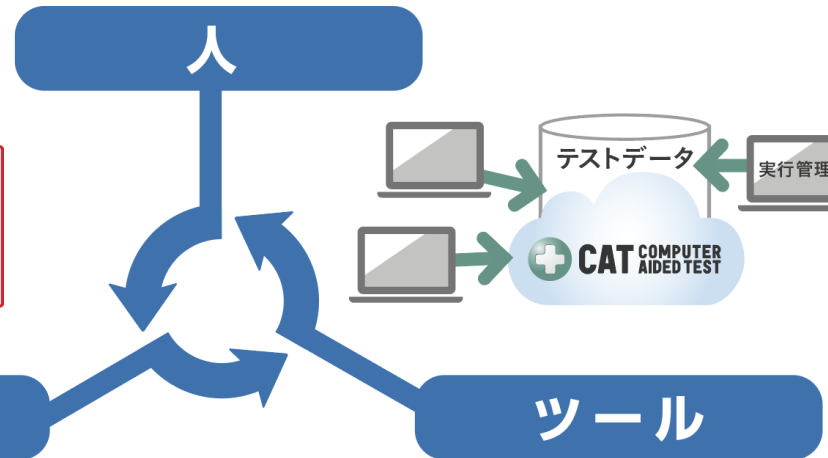 人
テストデータ
実行管理
CAT COMPUTER
AIDED TEST
ツール